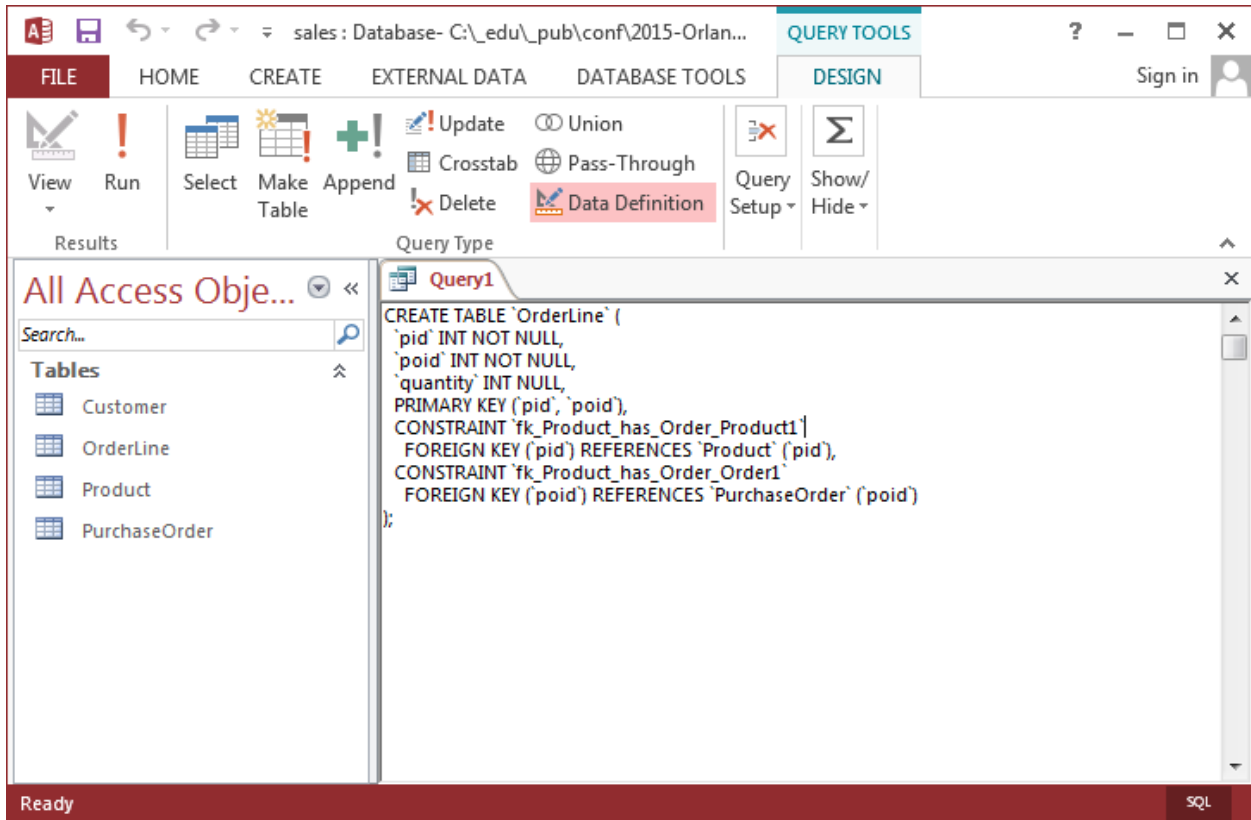 sales : Database- C:\_edu\_pub\conf\2015-Orlan...
QUERY TOOLS
?
FILE
HOME
CREATE
EXTERNAL DATA
DATABASE TOOLS
DESIGN
Sign in
View
Run
Select
Make
Table
Append
Update
Crosstab
Delete
Union
Pass-Through
Data Definition
Query
Setup
Show/
Hide
Results
Query Type
All Access Obje...
Search...
Tables
Customer
OrderLine
Product
PurchaseOrder
Query1
CREATE TABLE `OrderLine` (
`pid` INT NOT NULL,
`poid` INT NOT NULL,
`quantity` INT NULL,
PRIMARY KEY (`pid`, `poid`),
CONSTRAINT `fk_Product_has_Order_Product1`
FOREIGN KEY (`pid`) REFERENCES `Product` (`pid`),
CONSTRAINT `fk_Product_has_Order_Order1`
FOREIGN KEY (`poid`) REFERENCES `PurchaseOrder` (`poid`)
);
Ready
SQL